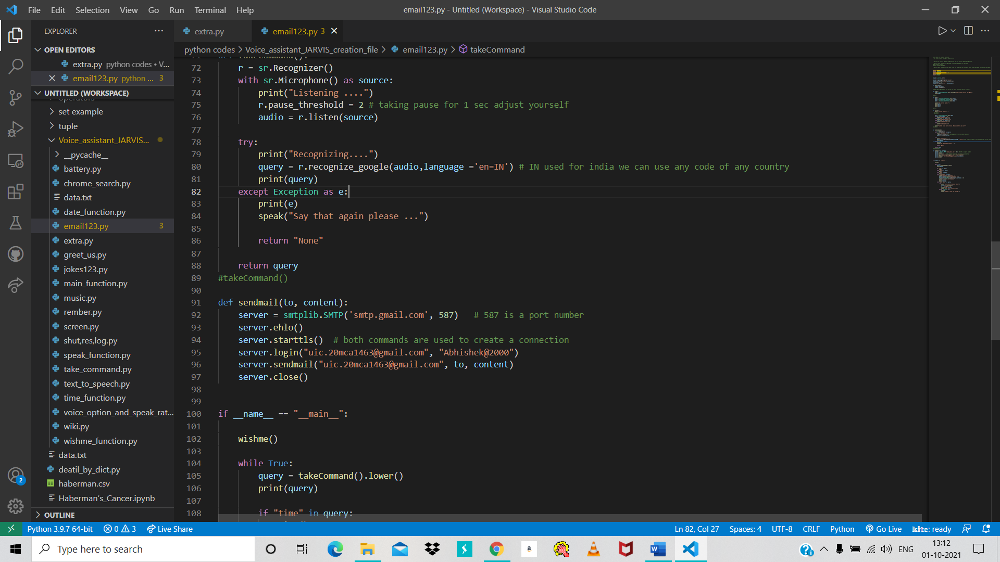 File Edit Selection View Go Run Terminal Help
email123.py - Untitled (Workspace) - Visual Studio Code
EXPLORER
OPEN EDITORS
extra.py python codes • V...
email123.py python ... 3
UNTITLED (WORKSPACE)
set example
tuple
Voice_assistant_JARVIS...
__pycache__
battery.py
chrome_search.py
data.txt
date_function.py
email123.py 3
extra.py
greet_us.py
jokes123.py
main_function.py
music.py
rember.py
screen.py
shut,res,log.py
speak_function.py
take_command.py
text_to_speech.py
time_function.py
voice_option_and_speak_rat...
wiki.py
wishme_function.py
data.txt
deatil_by_dict.py
haberman.csv
Haberman's_Cancer.ipynb
OUTLINE
extra.py
email123.py 3
python codes > Voice_assistant_JARVIS_creation_file > email123.py > takeCommand
72 r = sr.Recognizer()
73 with sr.Microphone() as source:
74 print("Listening ....")
75 r.pause_threshold = 2 # taking pause for 1 sec adjust yourself
76 audio = r.listen(source)
77
78 try:
79 print("Recognizing....")
80 query = r.recognize_google(audio,language ='en=IN') # IN used for india we can use any code of any country
81 print(query)
82 except Exception as e:
83 print(e)
84 speak("Say that again please ...")
85
86 return "None"
87
88 return query
89 #takeCommand()
90
91 def sendmail(to, content):
92 server = smtplib.SMTP('smtp.gmail.com', 587) # 587 is a port number
93 server.ehlo()
94 server.starttls() # both commands are used to create a connection
95 server.login("uic.20mca1463@gmail.com", "Abhishek@2000")
96 server.sendmail("uic.20mca1463@gmail.com", to, content)
97 server.close()
98
99
100 if __name__ == "__main__":
101
102 wishme()
103
104 while True:
105 query = takeCommand().lower()
106 print(query)
107
108 if "time" in query:
2
Python 3.9.7 64-bit 0 3 Live Share
Ln 82, Col 27 Spaces: 4 UTF-8 CRLF Python Go Live kite: ready
Type here to search
ENG
13:12
01-10-2021